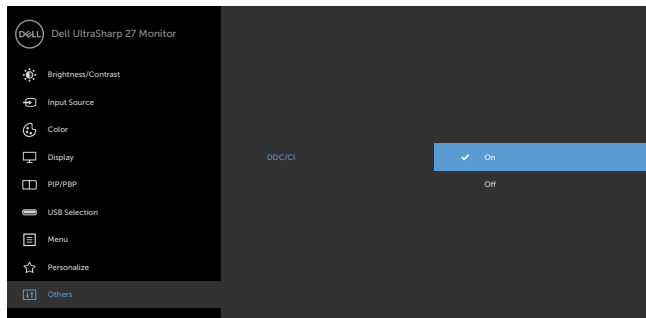 DELL Dell UltraSharp 27 Monitor
Brightness/Contrast
Input Source
Color
Display DDC/CI On
PIP/PBP Off
USB Selection
Menu
Personalize
Others